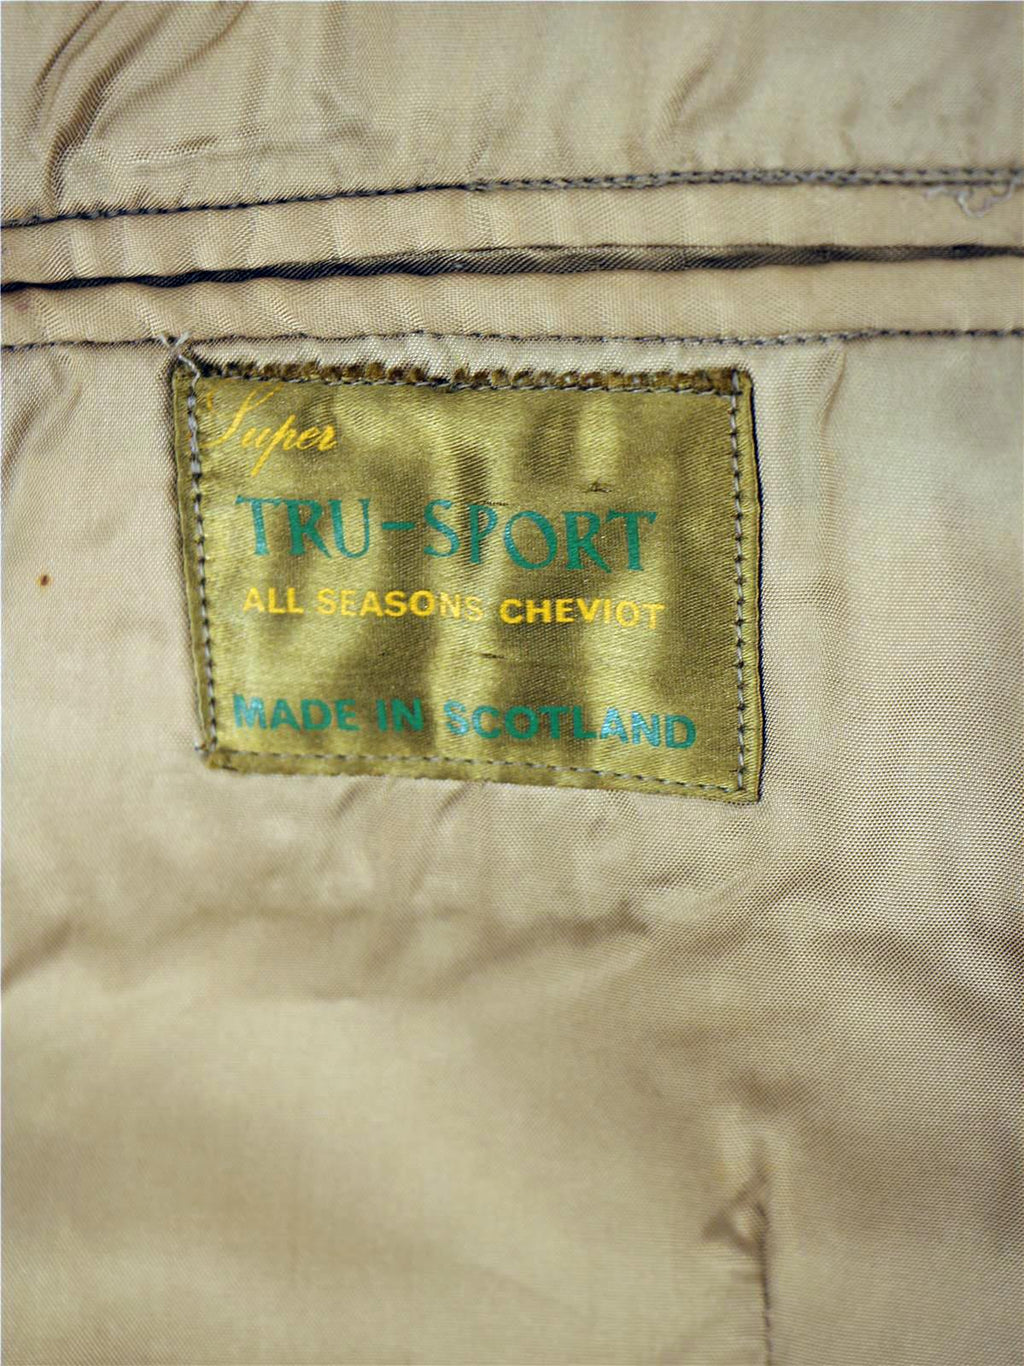 Super
TRU-SPORT
ALL SEASONS CHEVIOT
MADE IN SCOTLAND